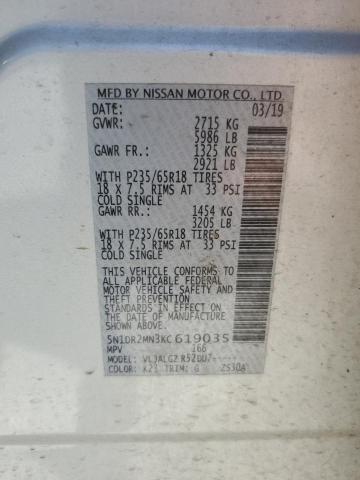 MFD BY NISSAN MOTOR CO., LTD.
DATE: 03/19
GVWR: 2715 KG
5986 LB
GAWR FR.: 1325 KG
2921 LB
WITH P235/65R18 TIRES
18 X 7.5 RIMS AT 33 PSI
COLD SINGLE
GAWR RR.: 1454 KG
3205 LB
WITH P235/65R18 TIRES
18 X 7.5 RIMS AT 33 PSI
COLD SINGLE
THIS VEHICLE CONFORMS TO
ALL APPLICABLE FEDERAL
MOTOR VEHICLE SAFETY AND
THEFT PREVENTION
STANDARDS IN EFFECT ON
THE DATE OF MANUFACTURE
SHOWN ABOVE.
5N1DR2MN3KC619035
MPV 166
MODEL:
COLOR: K23 TRIM: G ZS30A